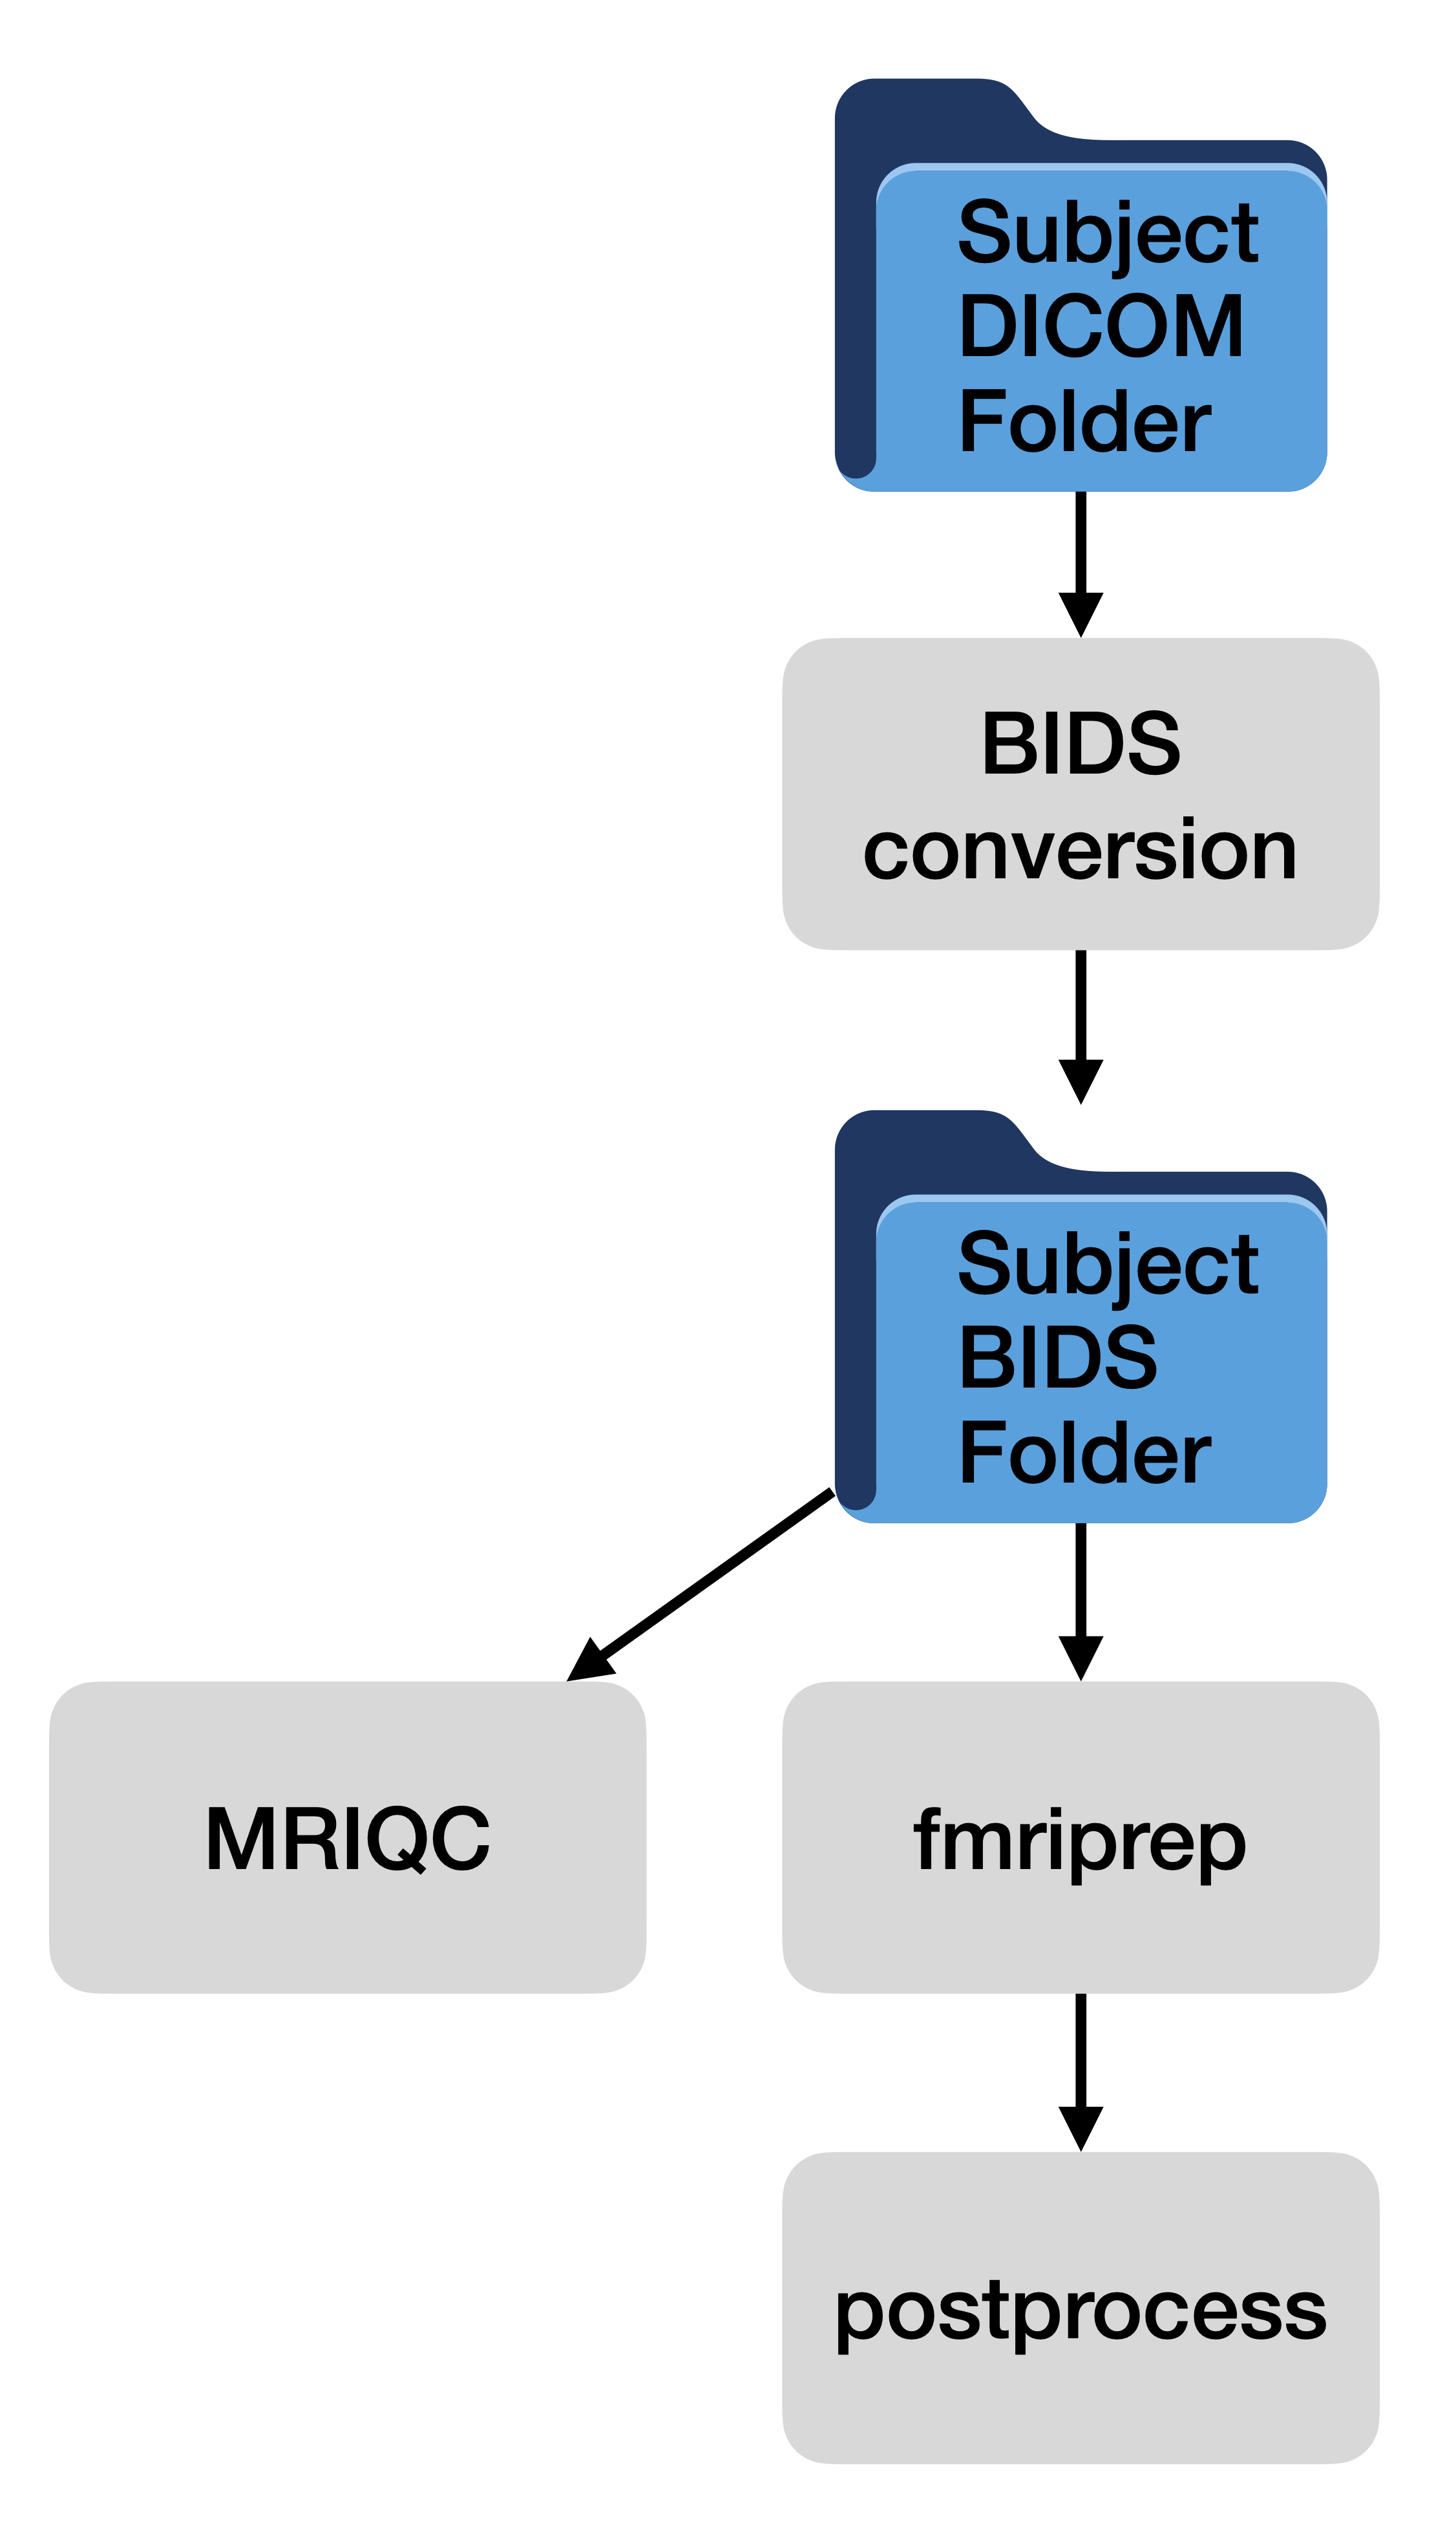 Subject
DICOM
Folder
BIDS
conversion
Subject
BIDS
Folder
MRIQC
fmriprep
postprocess